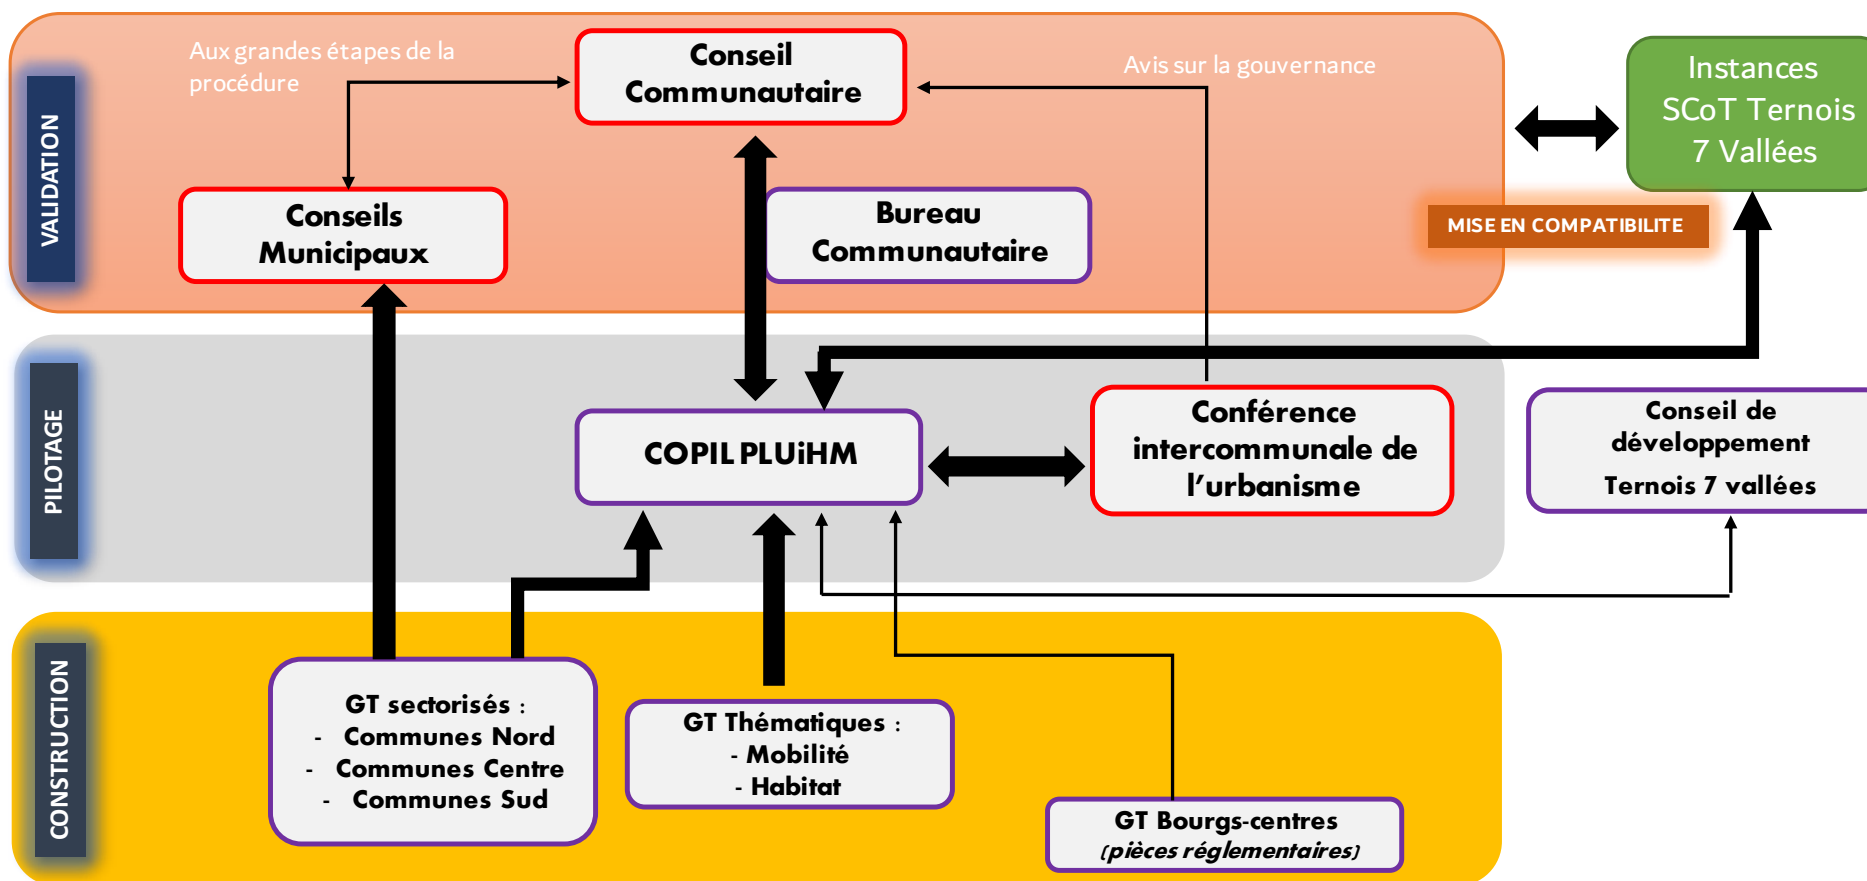 VALIDATION
Aux grandes étapes de la
procédure
Conseil
Communautaire
Avis sur la gouvernance
Instances
SCoT Ternois
7 Vallées
Conseils
Municipaux
Bureau
Communautaire
MISE EN COMPATIBILITE
PILOTAGE
COPIL PLUiHM
Conférence
intercommunale de
l’urbanisme
Conseil de
développement
Ternois 7 vallées
CONSTRUCTION
GT sectorisés :
- Communes Nord
- Communes Centre
- Communes Sud
GT Thématiques :
- Mobilité
- Habitat
GT Bourgs-centres
(pièces réglementaires)